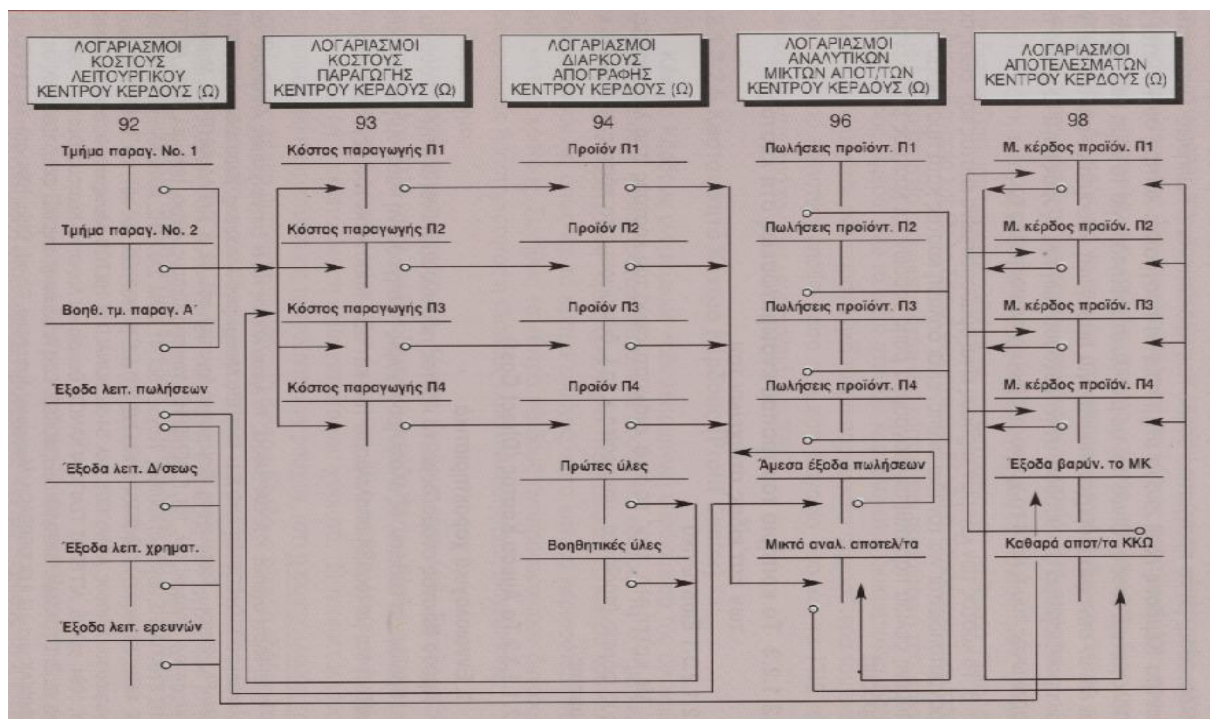 ΛΟΓΑΡΙΑΣΜΟΙ
ΚΟΣΤΟΥΣ
ΛΕΙΤΟΥΡΓΙΚΟΥ
ΚΕΝΤΡΟΥ ΚΕΡΔΟΥΣ (Ω)
92
Τμήμα παραγ. Νο. 1
Τμήμα παραγ. Νο. 2
Βοηθ. τμ. παραγ. Α΄
Έξοδα λειτ. πωλήσεων
Έξοδα λειτ. Δ/σεως
Έξοδα λειτ. χρηματ.
Έξοδα λειτ. ερευνών
ΛΟΓΑΡΙΑΣΜΟΙ
ΚΟΣΤΟΥΣ
ΠΑΡΑΓΩΓΗΣ
ΚΕΝΤΡΟΥ ΚΕΡΔΟΥΣ (Ω)
93
Κόστος παραγωγής Π1
Κόστος παραγωγής Π2
Κόστος παραγωγής Π3
Κόστος παραγωγής Π4
ΛΟΓΑΡΙΑΣΜΟΙ
ΔΙΑΡΚΟΥΣ
ΑΠΟΓΡΑΦΗΣ
ΚΕΝΤΡΟΥ ΚΕΡΔΟΥΣ (Ω)
94
Προϊόν Π1
Προϊόν Π2
Προϊόν Π3
Προϊόν Π4
Πρώτες ύλες
Βοηθητικές ύλες
ΛΟΓΑΡΙΑΣΜΟΙ
ΑΝΑΛΥΤΙΚΩΝ
ΜΙΚΤΩΝ ΑΠΟΤ/ΤΩΝ
ΚΕΝΤΡΟΥ ΚΕΡΔΟΥΣ (Ω)
96
Πωλήσεις προϊόντ. Π1
Πωλήσεις προϊόντ. Π2
Πωλήσεις προϊόντ. Π3
Πωλήσεις προϊόντ. Π4
Άμεσα έξοδα πωλήσεων
Μικτά αναλ. αποτελ/τα
ΛΟΓΑΡΙΑΣΜΟΙ
ΑΠΟΤΕΛΕΣΜΑΤΩΝ
ΚΕΝΤΡΟΥ ΚΕΡΔΟΥΣ (Ω)
98
Μ. κέρδος προϊόν. Π1
Μ. κέρδος προϊόν. Π2
Μ. κέρδος προϊόν. Π3
Μ. κέρδος προϊόν. Π4
Έξοδα βαρύν. το ΜΚ
Καθαρά αποτ/τα ΚΚΩ